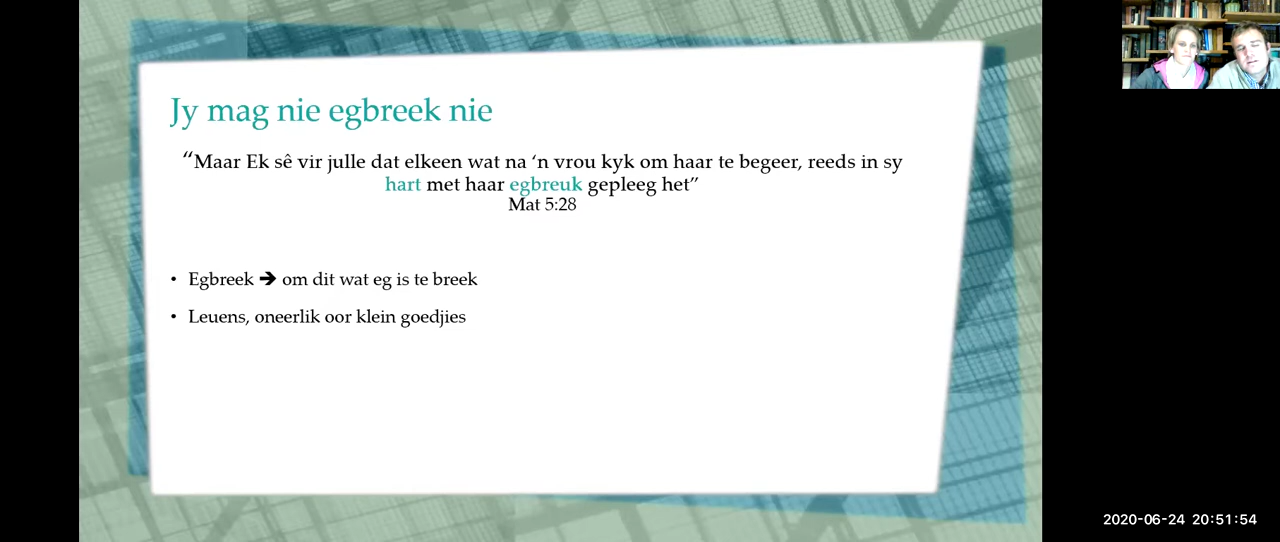 Jy mag nie egbreek nie
“Maar Ek sê vir julle dat elkeen wat na ‘n vrou kyk om haar te begeer, reeds in sy
hart met haar egbreuk gepleeg het”
Mat 5:28
• Egbreek ➔ om dit wat eg is te breek
• Leuens, oneerlik oor klein goedjies
2020-06-24 20:51:54